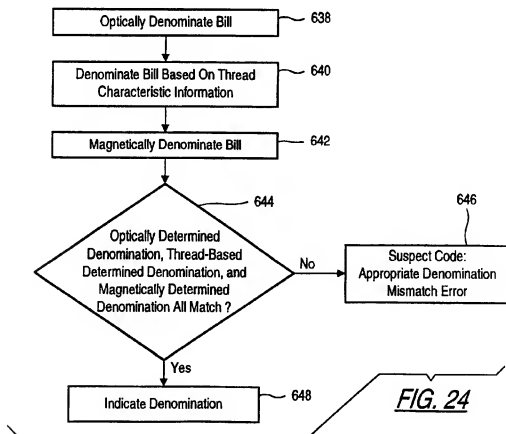 Optically Denominate Bill
638
Denominate Bill Based On Thread
Characteristic Information
640
Magnetically Denominate Bill
642
644
Optically Determined
Denomination, Thread-Based
Determined Denomination, and
Magnetically Determined
Denomination All Match ?
No
646
Suspect Code:
Appropriate Denomination
Mismatch Error
Yes
Indicate Denomination
648
FIG. 24